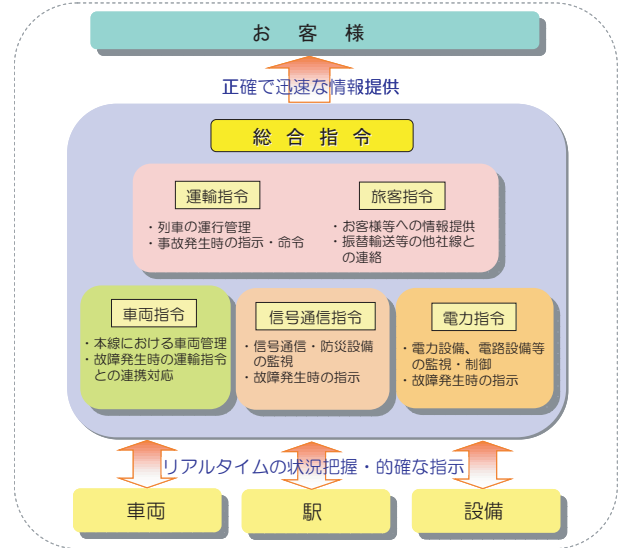 お客様
正確で迅速な情報提供
総合指令
運輸指令
・列車の運行管理
・事故発生時の指示・命令
旅客指令
・お客様等への情報提供
・振替輸送等の他社線と
の連絡
車両指令
・本線における車両管理
・故障発生時の運輸指令
との連携対応
信号通信指令
・信号通信・防災設備
の監視
・故障発生時の指示
電力指令
・電力設備、電路設備等
の監視・制御
・故障発生時の指示
リアルタイムの状況把握・的確な指示
車両
駅
設備